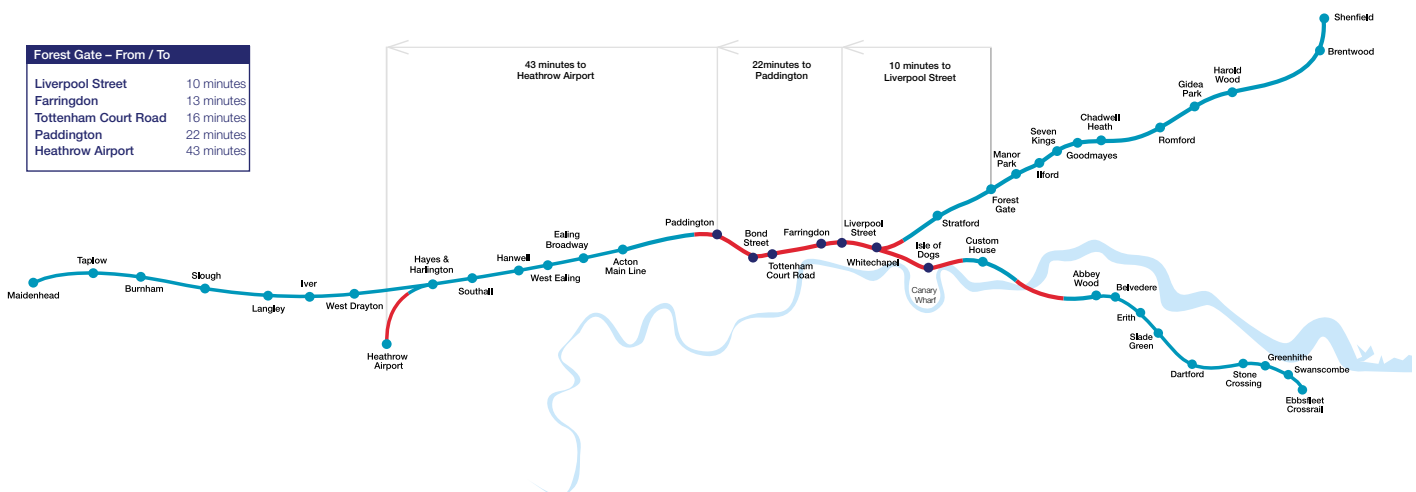 Forest Gate – From / To
Liverpool Street 10 minutes
Farringdon 13 minutes
Tottenham Court Road 16 minutes
Paddington 22 minutes
Heathrow Airport 43 minutes
43 minutes to
Heathrow Airport
22minutes to
Paddington
10 minutes to
Liverpool Street
Shenfield
Brentwood
Harold
Wood
Gidea
Park
Romford
Chadwell
Heath
Goodmayes
Seven
Kings
Ilford
Manor
Park
Forest
Gate
Stratford
Maidenhead
Taplow
Burnham
Slough
Langley
Iver
West Drayton
Heathrow
Airport
Hayes &
Harlington
Southall
Hanwell
West Ealing
Ealing
Broadway
Acton
Main Line
Paddington
Bond
Street
Tottenham
Court Road
Farringdon
Liverpool
Street
Whitechapel
Isle of
Dogs
Canary
Wharf
Custom
House
Abbey
Wood
Belvedere
Erith
Slade
Green
Dartford
Stone
Crossing
Greenhithe
Swanscombe
Ebbsfleet
Crossrail